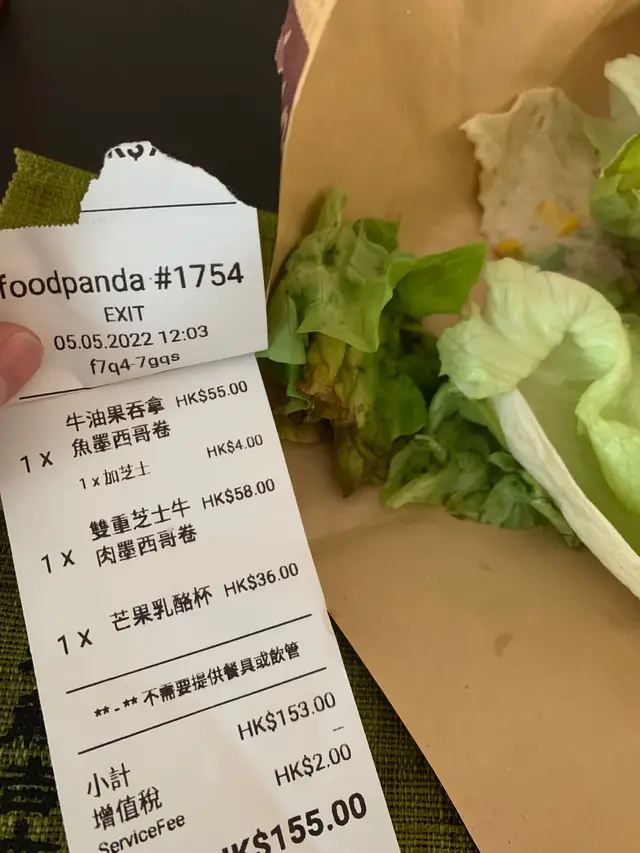 foodpanda #1754
EXIT
05.05.2022 12:03
f7q4-7gqs
1 x 牛油果吞拿 HK$55.00
魚墨西哥卷
1 x 加芝士 HK$4.00
1 x 雙重芝士牛 HK$58.00
肉墨西哥卷
1 x 芒果乳酪杯 HK$36.00
** - ** 不需要提供餐具或飲管
小計 HK$153.00
增值稅
ServiceFee HK$2.00
HK$155.00